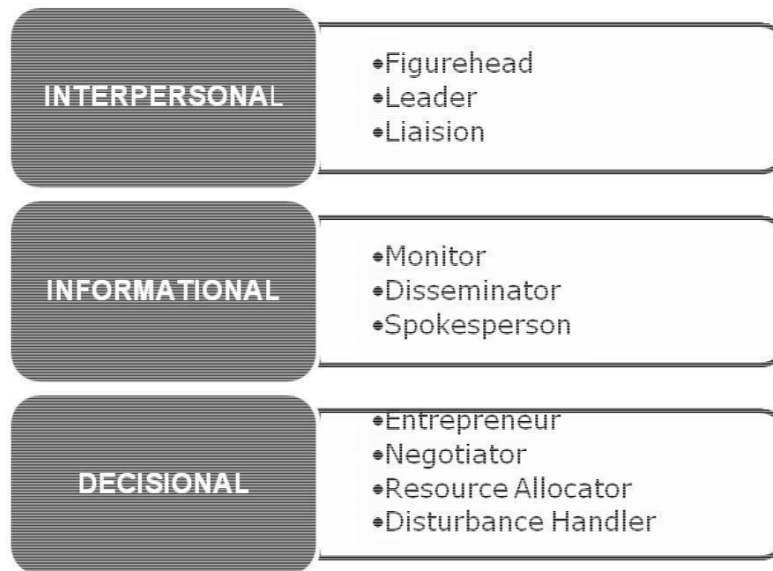 INTERPERSONAL
•Figurehead
•Leader
•Liaision
INFORMATIONAL
•Monitor
•Disseminator
•Spokesperson
DECISIONAL
•Entrepreneur
•Negotiator
•Resource Allocator
•Disturbance Handler